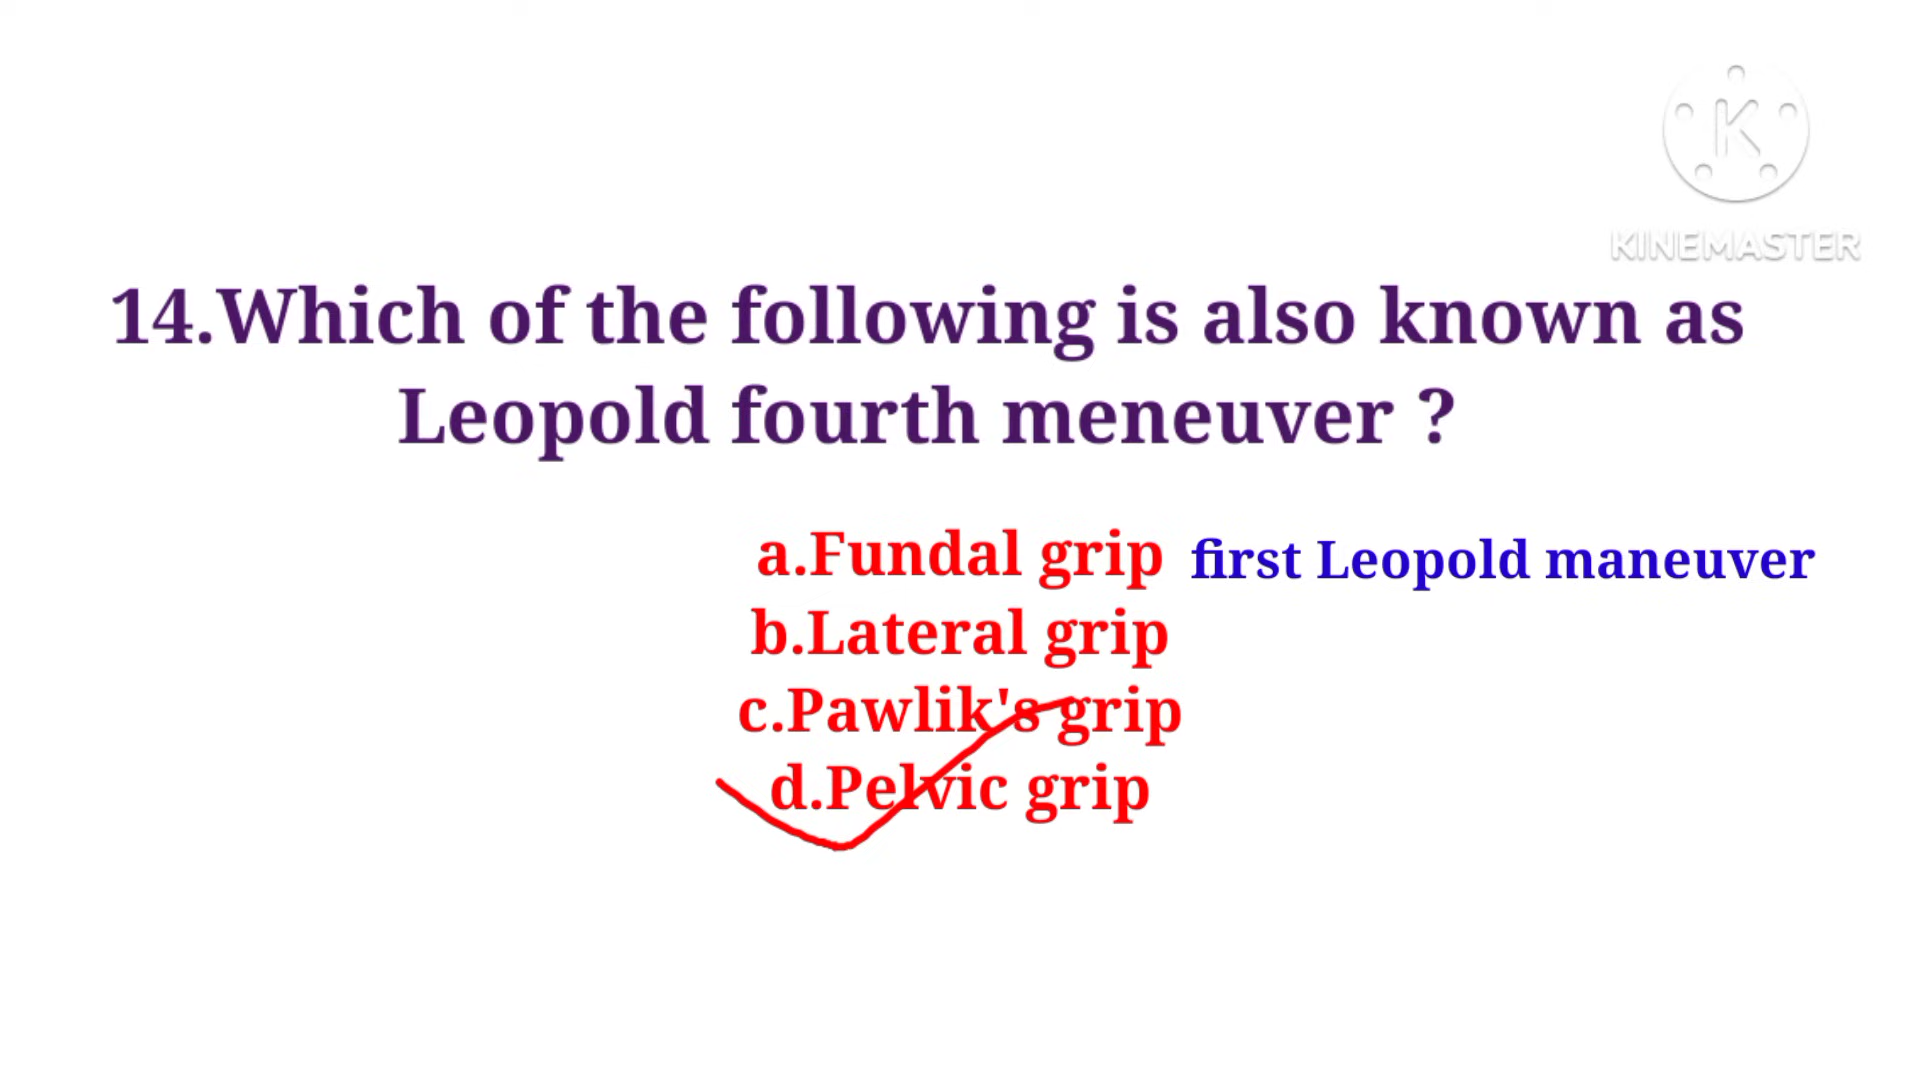 K
KINEMASTER
14.Which of the following is also known as
Leopold fourth meneuver ?
a.Fundal grip first Leopold maneuver
b.Lateral grip
c.Pawlik's grip
d.Pelvic grip